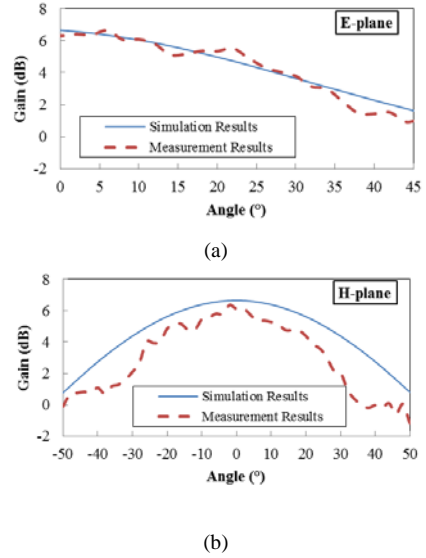 E-plane
8
6
4
2
0
-2
Gain (dB)
Simulation Results
Measurement Results
0 5 10 15 20 25 30 35 40 45
Angle (°)
(a)
H-plane
8
6
4
2
0
-2
Gain (dB)
Simulation Results
Measurement Results
-50 -40 -30 -20 -10 0 10 20 30 40 50
Angle (°)
(b)